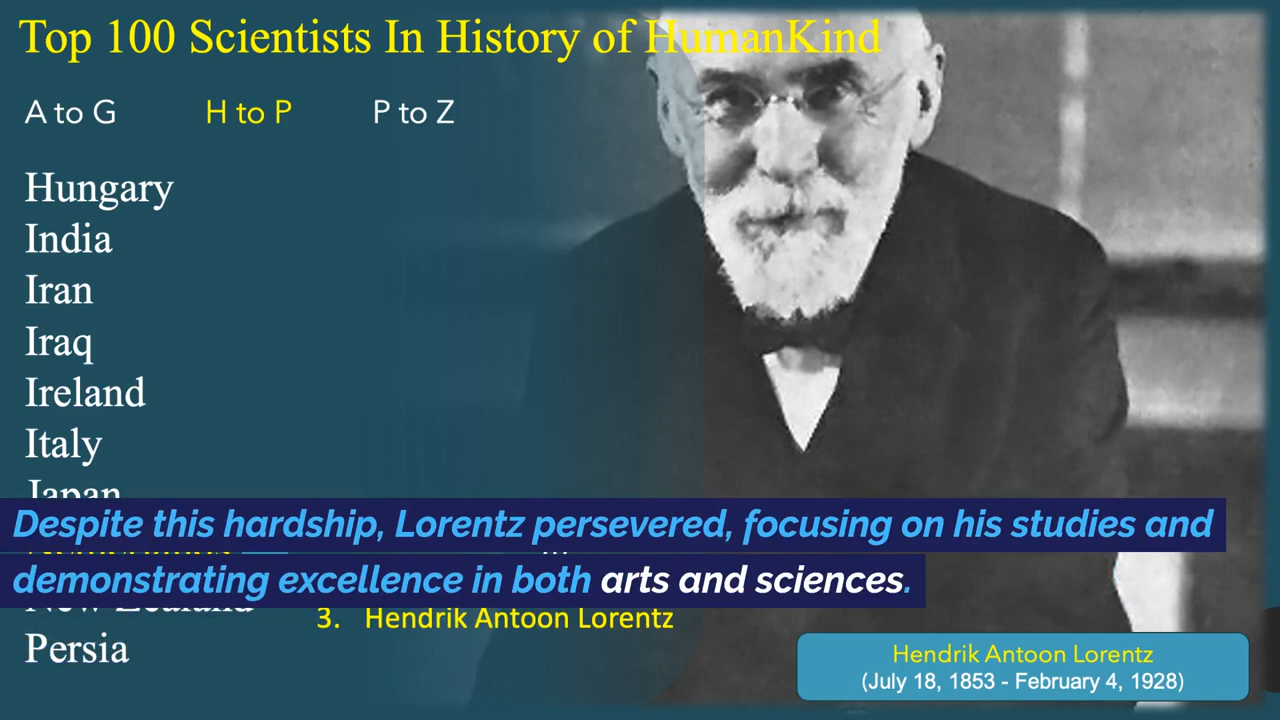 Top 100 Scientists In History of HumanKind
A to G H to P P to Z
Hungary
India
Iran
Iraq
Ireland
Italy
Japan
Despite this hardship, Lorentz persevered, focusing on his studies and
demonstrating excellence in both arts and sciences.
New Zealand
3. Hendrik Antoon Lorentz
Persia
Hendrik Antoon Lorentz
(July 18, 1853 - February 4, 1928)